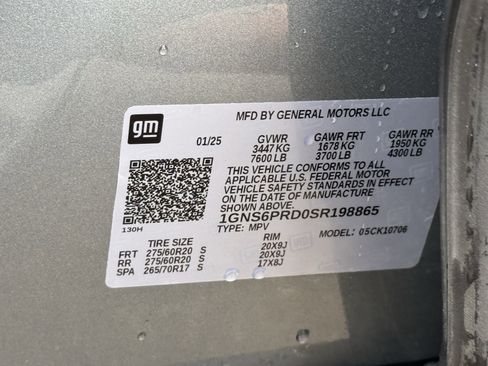 MFD BY GENERAL MOTORS LLC
gm
01/25 GVWR GAWR FRT GAWR RR
3447 KG 1678 KG 1950 KG
7600 LB 3700 LB 4300 LB
THIS VEHICLE CONFORMS TO ALL
APPLICABLE U.S. FEDERAL MOTOR
VEHICLE SAFETY STANDARDS IN EFFECT
ON THE DATE OF MANUFACTURE
SHOWN ABOVE.
1GNS6PRD0SR198865
130H TYPE: MPV MODEL: 05CK10706
TIRE SIZE RIM
FRT 275/60R20 S 20X9J
RR 275/60R20 S 20X9J
SPA 265/70R17 S 17X8J